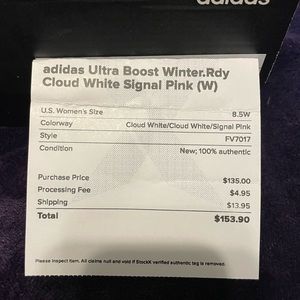 adidas
adidas Ultra Boost Winter.Rdy
Cloud White Signal Pink (W)
U.S. Women's Size 8.5W
Colorway Cloud White/Cloud White/Signal Pink
Style FV7017
Condition New; 100% authentic
Purchase Price $135.00
Processing Fee $4.95
Shipping $13.95
Total $153.90
Please inspect item. All claims null and void if StockX verified authentic tag is removed.